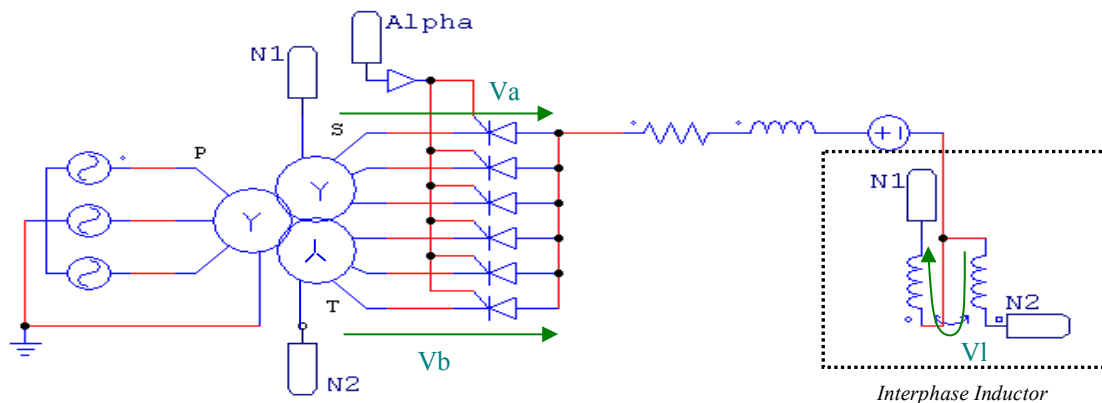 Alpha
N1
Va
S
P
Y
Y
Y
T
Vb
N2
N1
N2
Vl
Interphase Inductor